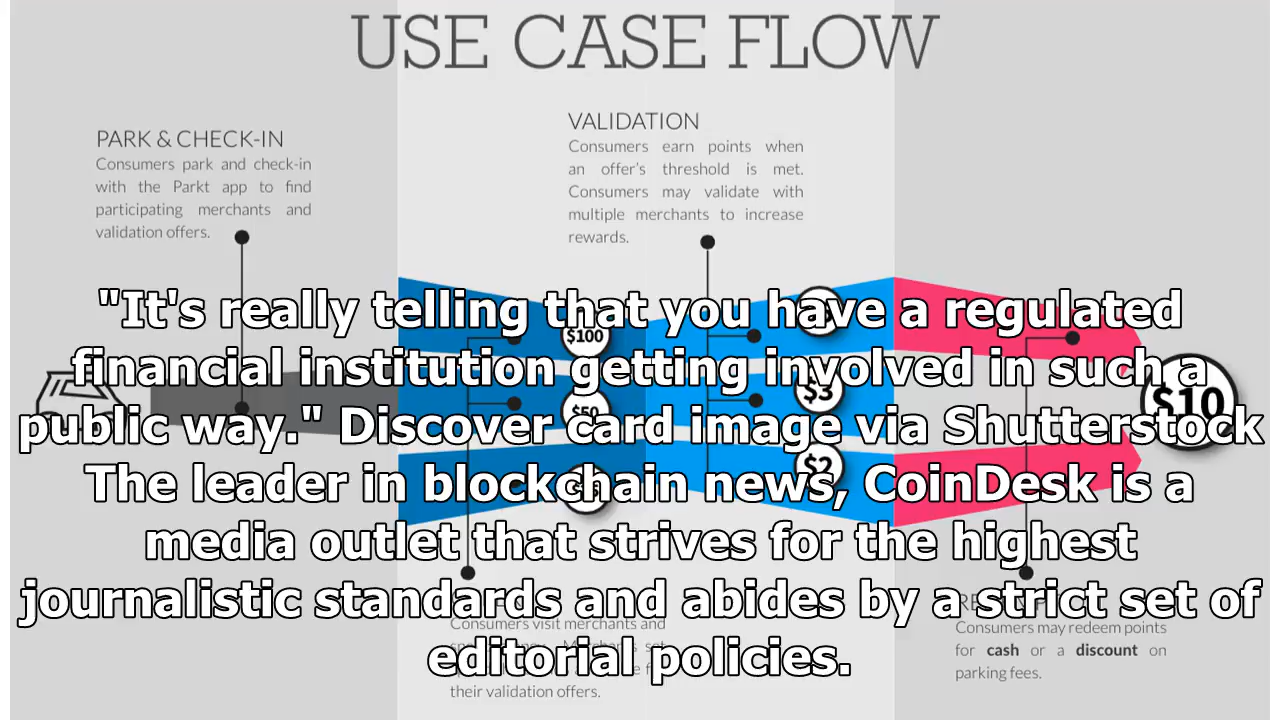 USE CASE FLOW
PARK & CHECK-IN
Consumers park and check-in
with the Parkt app to find
participating merchants and
validation offers.
VALIDATION
Consumers earn points when
an offer's threshold is met.
Consumers may validate with
multiple merchants to increase
rewards.
"It's really telling that you have a regulated
financial institution getting involved in such a
public way." Discover card image via Shutterstock
The leader in blockchain news, CoinDesk is a
media outlet that strives for the highest
journalistic standards and abides by a strict set of
editorial policies.
$100
$50
$3
$2
$10
Consumers visit merchants and
their validation offers.
Consumers may redeem points
for cash or a discount on
parking fees.